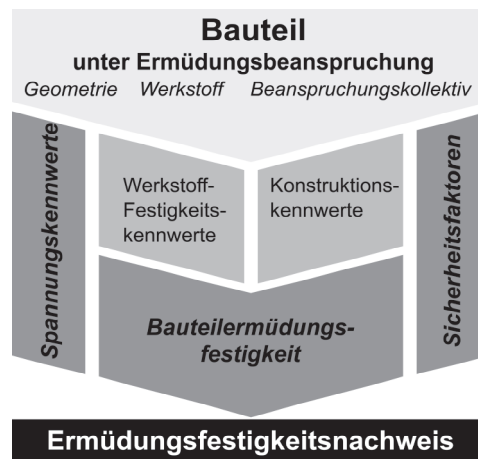 Bauteil
unter Ermüdungsbeanspruchung
Geometrie Werkstoff Beanspruchungskollektiv
Spannungskennwerte
Werkstoff-
Festigkeits-
kennwerte
Konstruktions-
kennwerte
Sicherheitsfaktoren
Bauteilermüdungs-
festigkeit
Ermüdungsfestigkeitsnachweis